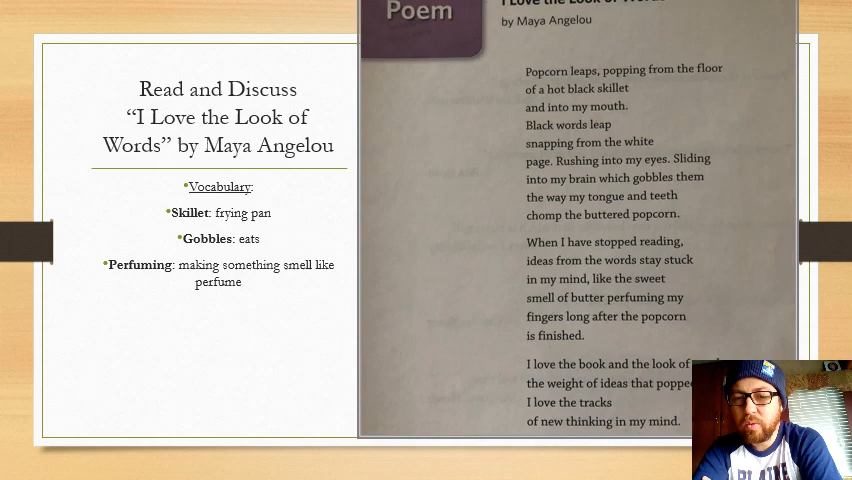 Read and Discuss
“I Love the Look of
Words” by Maya Angelou
•Vocabulary:
•Skillet: frying pan
•Gobbles: eats
•Perfuming: making something smell like
perfume
Poem
I Love the Look of Words
by Maya Angelou
Popcorn leaps, popping from the floor
of a hot black skillet
and into my mouth.
Black words leap
snapping from the white
page. Rushing into my eyes. Sliding
into my brain which gobbles them
the way my tongue and teeth
chomp the buttered popcorn.
When I have stopped reading,
ideas from the words stay stuck
in my mind, like the sweet
smell of butter perfuming my
fingers long after the popcorn
is finished.
I love the book and the look of
the weight of ideas that popped
I love the tracks
of new thinking in my mind.